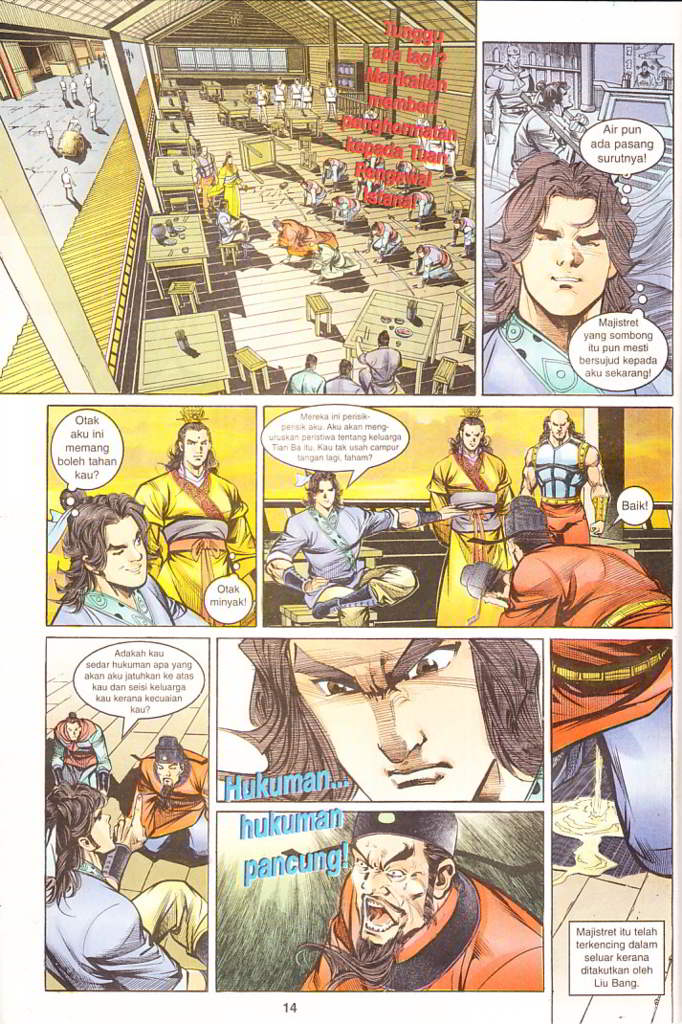 Tunggu
apa lagi?
Marikalian
memberi
penghormatan
kepada Tuan
Pengawal
Istana!
Air pun
ada pasang
surutnya!
Majistret
yang sombong
itu pun mesti
bersujud kepada
aku sekarang!
Otak
aku ini
memang
boleh tahan
kau?
Otak
minyak!
Mereka ini perisik-
perisik aku. Aku akan meng-
uruskan peristiwa tentang keluarga
Tian Ba itu. Kau tak usah campur
tangan lagi, faham?
Baik!
Adakah kau
sedar hukuman apa yang
akan aku jatuhkan ke atas
kau dan seisi keluarga
kau kerana kecuaian
kau?
Hukuman...
hukuman
pancung!
Majistret itu telah
terkencing dalam
seluar kerana
ditakutkan oleh
Liu Bang.
14